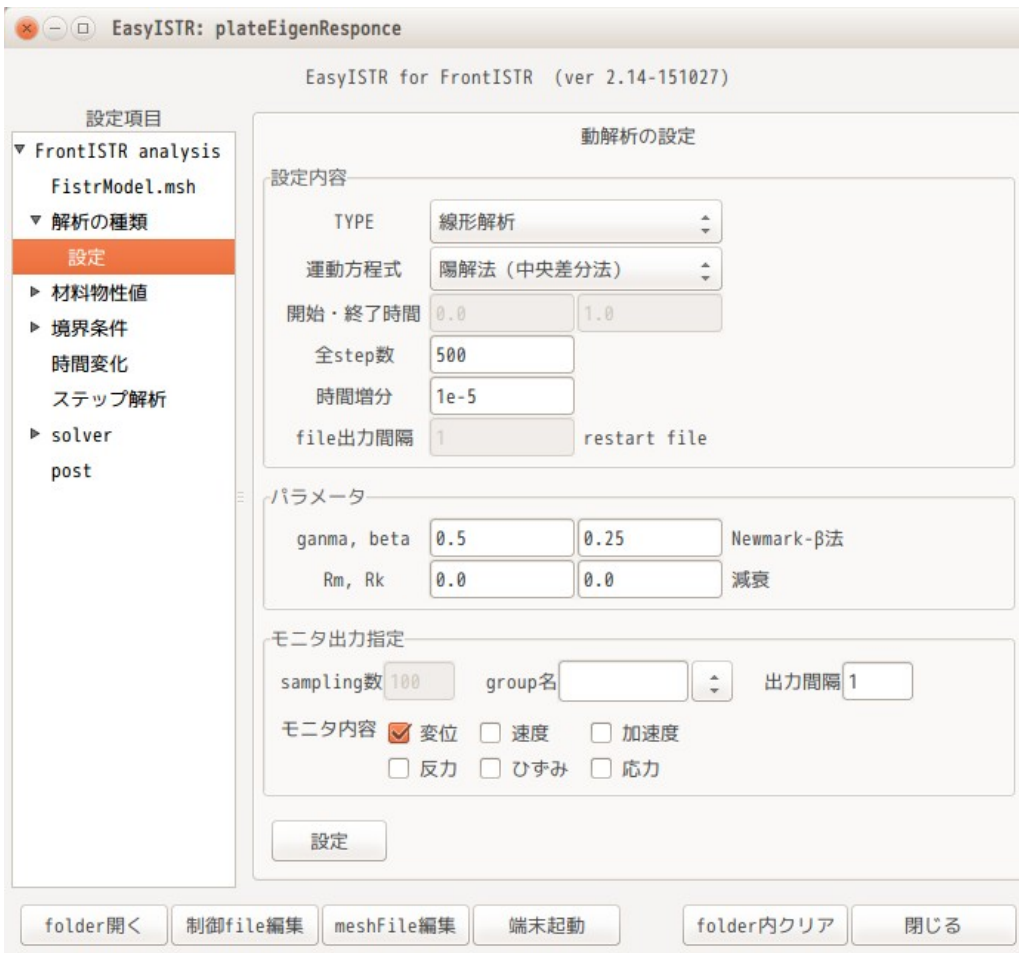 EasyISTR: plateEigenResponce
EasyISTR for FrontISTR (ver 2.14-151027)
設定項目
FrontISTR analysis
FistrModel.msh
解析の種類
設定
材料物性値
境界条件
時間変化
ステップ解析
solver
post
動解析の設定
設定内容
TYPE 線形解析
運動方程式 陽解法（中央差分法）
開始・終了時間 0.0 1.0
全step数 500
時間増分 1e-5
file出力間隔 1 restart file
パラメータ
ganma, beta 0.5 0.25 Newmark-β法
Rm, Rk 0.0 0.0 減衰
モニタ出力指定
sampling数 100 group名 出力間隔 1
モニタ内容 変位 速度 加速度
反力 ひずみ 応力
設定
folder開く 制御file編集 meshFile編集 端末起動 folder内クリア 閉じる